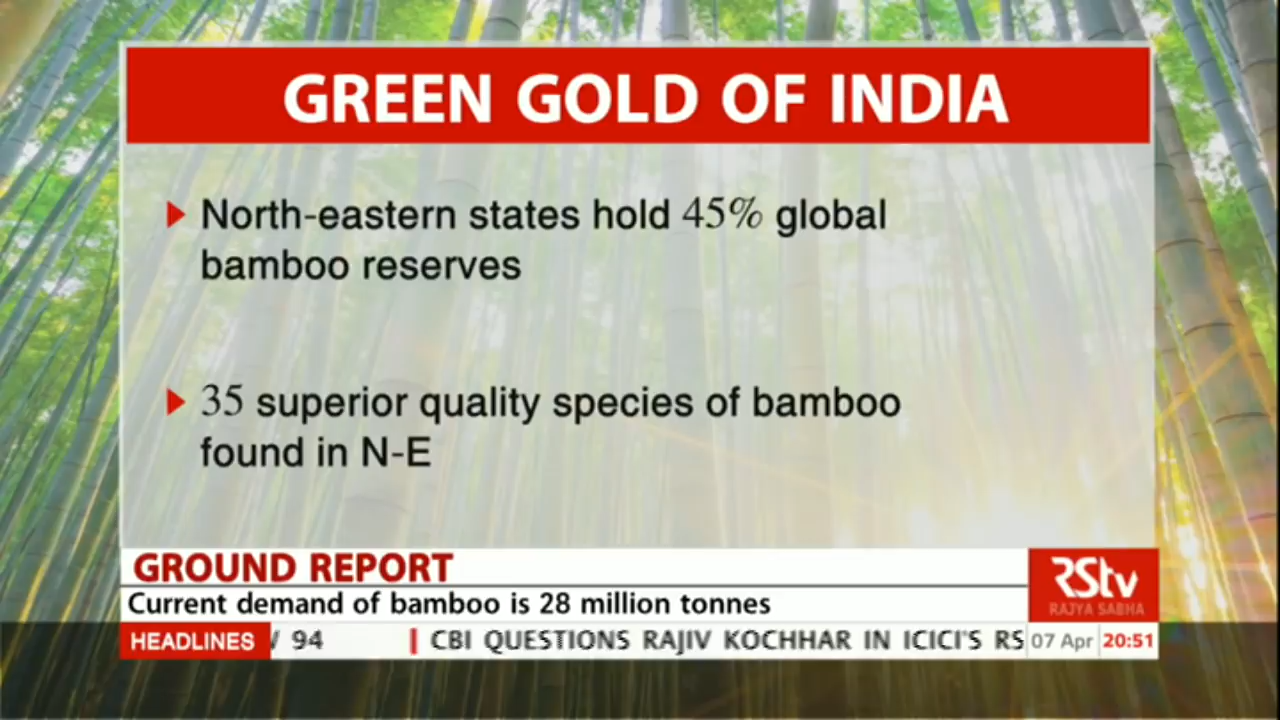 GREEN GOLD OF INDIA
North-eastern states hold 45% global
bamboo reserves
35 superior quality species of bamboo
found in N-E
GROUND REPORT
Current demand of bamboo is 28 million tonnes
RStv
RAJYA SABHA
HEADLINES / 94 | CBI QUESTIONS RAJIV KOCHHAR IN ICICI'S RS 07 Apr 20:51